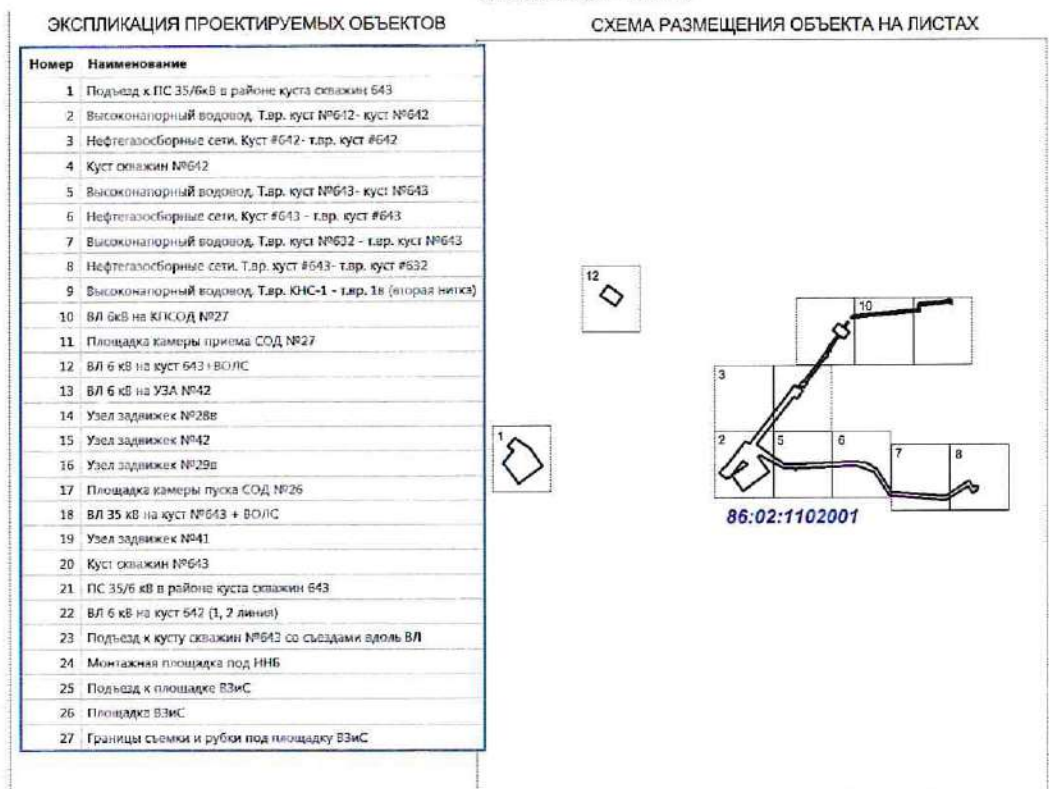 ЭКСПЛИКАЦИЯ ПРОЕКТИРУЕМЫХ ОБЪЕКТОВ
Номер Наименование
1 Подъезд к ПС 35/6кВ в районе куста скважин 643
2 Высоконапорный водовод. Т.вр. куст №642- куст №642
3 Нефтегазосборные сети. Куст #642- т.вр. куст #642
4 Куст скважин №642
5 Высоконапорный водовод. Т.вр. куст №643- куст №643
6 Нефтегазосборные сети. Куст #643 - т.вр. куст #643
7 Высоконапорный водовод. Т.вр. куст №632 - т.вр. куст №643
8 Нефтегазосборные сети. Т.вр. куст #643- т.вр. куст #632
9 Высоконапорный водовод. Т.вр. КНС-1 - т.вр. 1в (вторая нитка)
10 ВЛ 6кВ на КПСОД №27
11 Площадка камеры приема СОД №27
12 ВЛ 6 кВ на куст 643+ВОЛС
13 ВЛ 6 кВ на УЗА №42
14 Узел задвижек №28в
15 Узел задвижек №42
16 Узел задвижек №29в
17 Площадка камеры пуска СОД №26
18 ВЛ 35 кВ на куст №643 + ВОЛС
19 Узел задвижек №41
20 Куст скважин №643
21 ПС 35/6 кВ в районе куста скважин 643
22 ВЛ 6 кВ на куст 642 (1, 2 линия)
23 Подъезд к кусту скважин №643 со съездами вдоль ВЛ
24 Монтажная площадка под ННБ
25 Подъезд к площадке ВЗиС
26 Площадка ВЗиС
27 Границы съемки и рубки под площадку ВЗиС
СХЕМА РАЗМЕЩЕНИЯ ОБЪЕКТА НА ЛИСТАХ
12
10
3
1
2
5
6
7
8
86:02:1102001